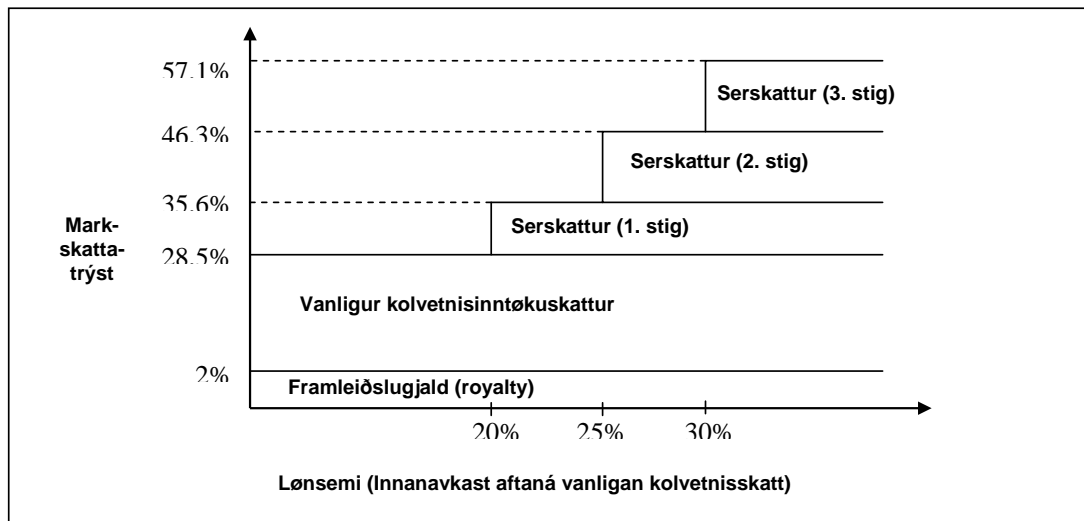 57.1%
Serskattur (3. stig)
46.3%
Serskattur (2. stig)
35.6%
Serskattur (1. stig)
Mark-
skatta-
trýst
28.5%
Vanligur kolvetnisinntøkuskattur
2%
Framleiðslugjald (royalty)
20% 25% 30%
Lønsemi (Innanavkast aftaná vanligan kolvetnisskatt)